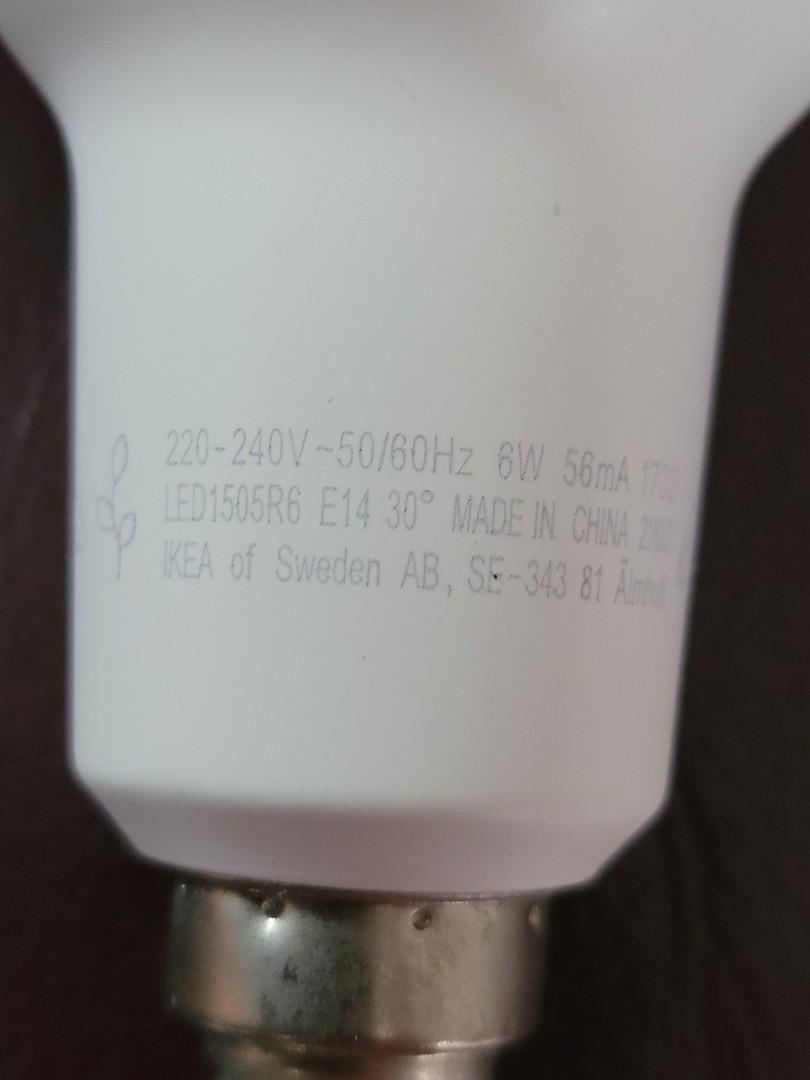 220-240V ~50/60Hz 6W 56mA
LED1505R6 E14 30° MADE IN CHINA
IKEA of Sweden AB, SE-343 81 Älmhult